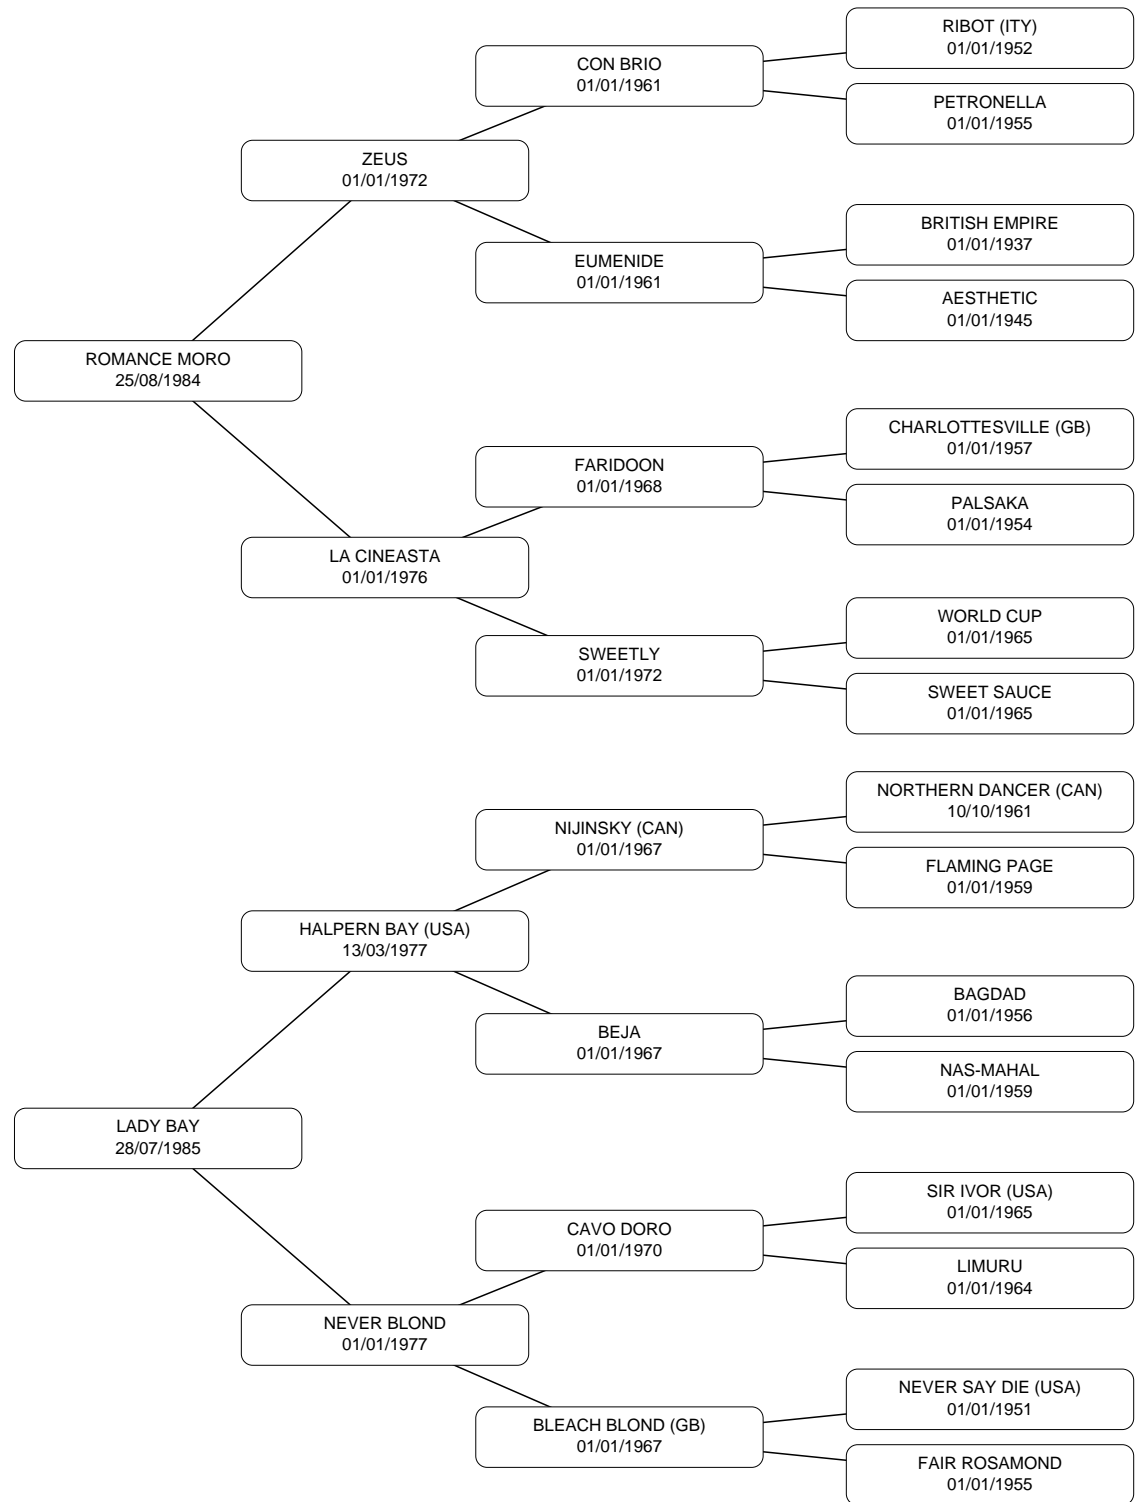 RIBOT (ITY)
01/01/1952
CON BRIO
01/01/1961
PETRONELLA
01/01/1955
ZEUS
01/01/1972
BRITISH EMPIRE
01/01/1937
EUMENIDE
01/01/1961
AESTHETIC
01/01/1945
ROMANCE MORO
25/08/1984
CHARLOTTESVILLE (GB)
01/01/1957
FARIDOON
01/01/1968
PALSAKA
01/01/1954
LA CINEASTA
01/01/1976
WORLD CUP
01/01/1965
SWEETLY
01/01/1972
SWEET SAUCE
01/01/1965
NORTHERN DANCER (CAN)
10/10/1961
NIJINSKY (CAN)
01/01/1967
FLAMING PAGE
01/01/1959
HALPERN BAY (USA)
13/03/1977
BAGDAD
01/01/1956
BEJA
01/01/1967
NAS-MAHAL
01/01/1959
LADY BAY
28/07/1985
SIR IVOR (USA)
01/01/1965
CAVO DORO
01/01/1970
LIMURU
01/01/1964
NEVER BLOND
01/01/1977
NEVER SAY DIE (USA)
01/01/1951
BLEACH BLOND (GB)
01/01/1967
FAIR ROSAMOND
01/01/1955